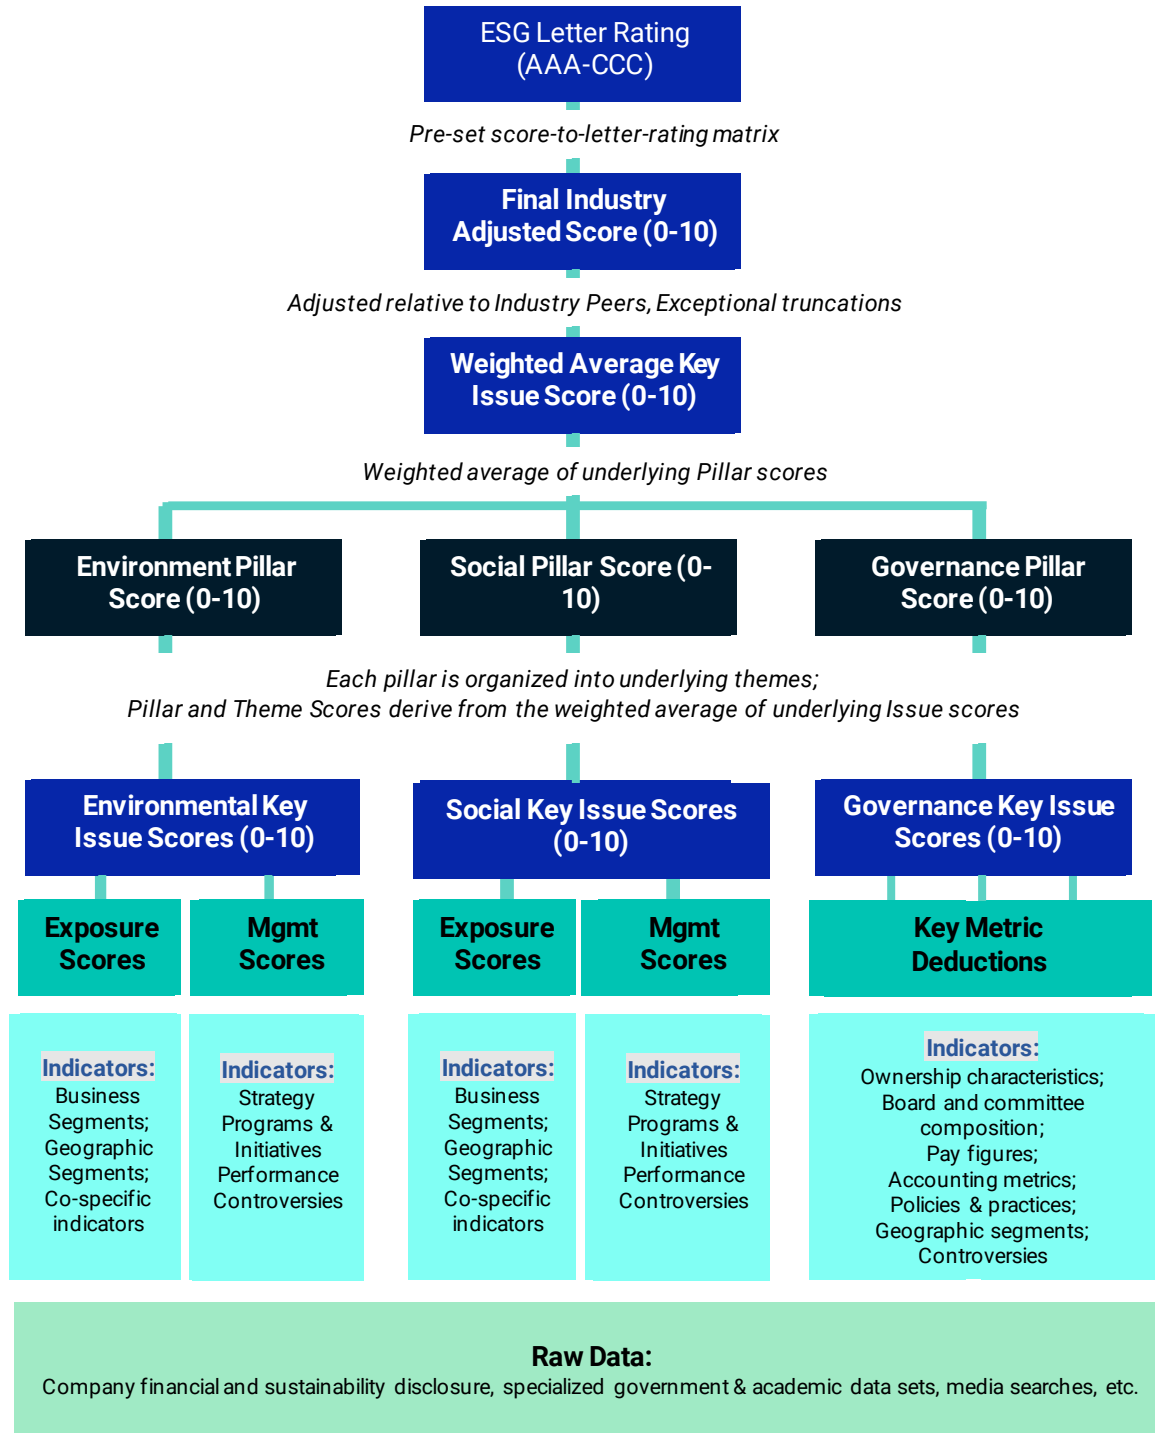 ESG Letter Rating
(AAA-CCC)
Pre-set score-to-letter-rating matrix
Final Industry
Adjusted Score (0-10)
Adjusted relative to Industry Peers, Exceptional truncations
Weighted Average Key
Issue Score (0-10)
Weighted average of underlying Pillar scores
Environment Pillar
Score (0-10)
Social Pillar Score (0-
10)
Governance Pillar
Score (0-10)
Each pillar is organized into underlying themes;
Pillar and Theme Scores derive from the weighted average of underlying Issue scores
Environmental Key
Issue Scores (0-10)
Social Key Issue Scores
(0-10)
Governance Key Issue
Scores (0-10)
Exposure
Scores
Mgmt
Scores
Exposure
Scores
Mgmt
Scores
Key Metric
Deductions
Indicators:
Business
Segments;
Geographic
Segments;
Co-specific
indicators
Indicators:
Strategy
Programs &
Initiatives
Performance
Controversies
Indicators:
Business
Segments;
Geographic
Segments;
Co-specific
indicators
Indicators:
Strategy
Programs &
Initiatives
Performance
Controversies
Indicators:
Ownership characteristics;
Board and committee
composition;
Pay figures;
Accounting metrics;
Policies & practices;
Geographic segments;
Controversies
Raw Data:
Company financial and sustainability disclosure, specialized government & academic data sets, media searches, etc.